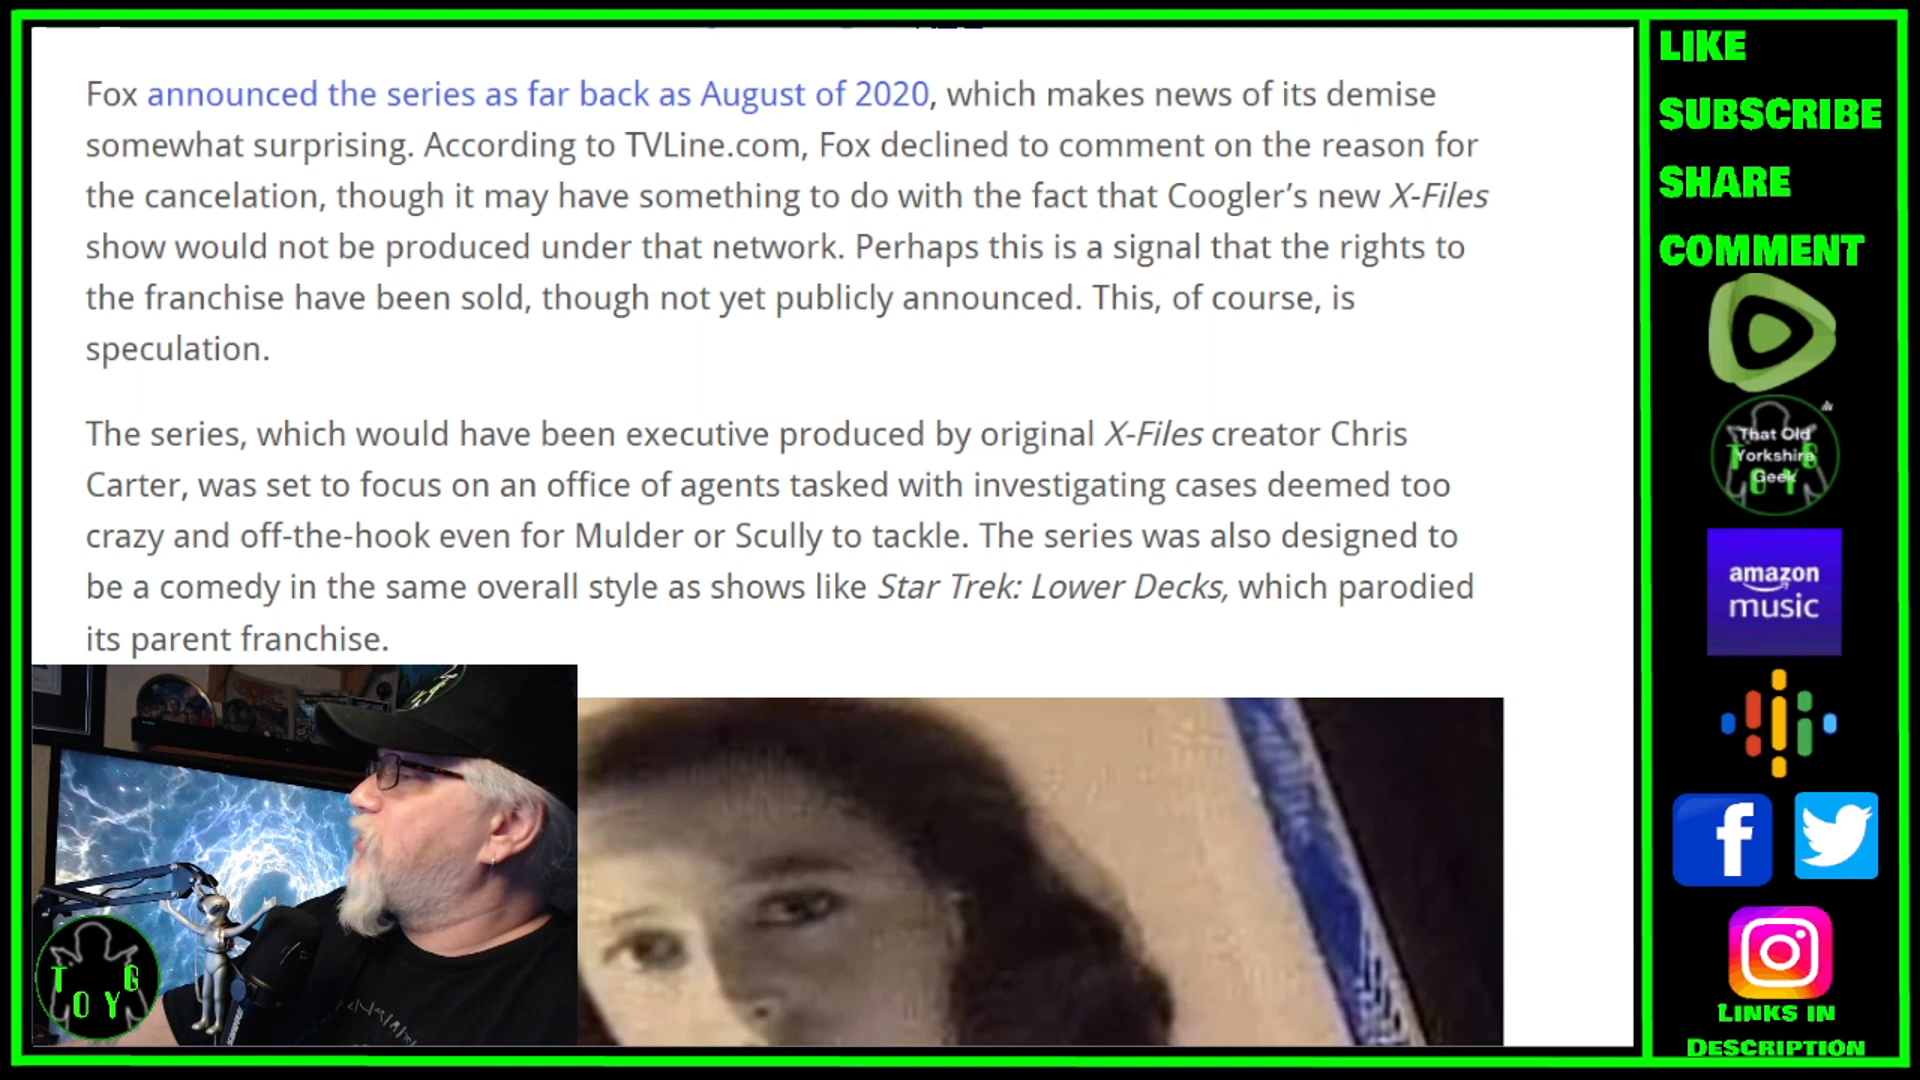 Fox announced the series as far back as August of 2020, which makes news of its demise
somewhat surprising. According to TVLine.com, Fox declined to comment on the reason for
the cancelation, though it may have something to do with the fact that Coogler’s new X-Files
show would not be produced under that network. Perhaps this is a signal that the rights to
the franchise have been sold, though not yet publicly announced. This, of course, is
speculation.
The series, which would have been executive produced by original X-Files creator Chris
Carter, was set to focus on an office of agents tasked with investigating cases deemed too
crazy and off-the-hook even for Mulder or Scully to tackle. The series was also designed to
be a comedy in the same overall style as shows like Star Trek: Lower Decks, which parodied
its parent franchise.
T G
O Y
LIKE
SUBSCRIBE
SHARE
COMMENT
That Old
Yorkshire
Geek
amazon
music
f
LINKS IN
DESCRIPTION